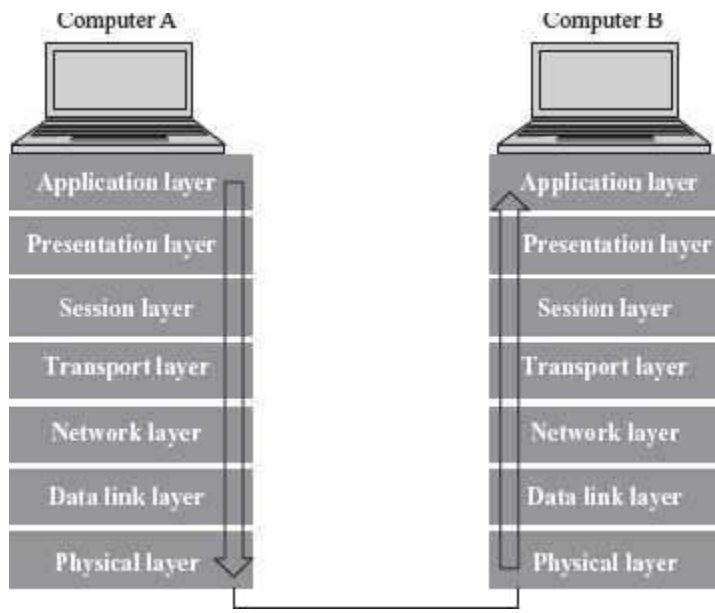 Computer A
Computer B
Application layer
Presentation layer
Session layer
Transport layer
Network layer
Data link layer
Physical layer
Application layer
Presentation layer
Session layer
Transport layer
Network layer
Data link layer
Physical layer